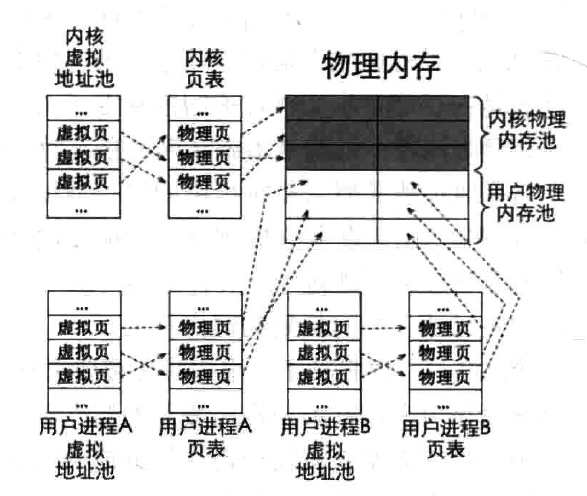 内核
虚拟
地址池
内核
页表
物理内存
...
虚拟页
虚拟页
虚拟页
...
...
物理页
物理页
物理页
...
内核物理
内存池
用户物理
内存池
...
虚拟页
虚拟页
虚拟页
...
...
物理页
物理页
物理页
...
...
虚拟页
虚拟页
虚拟页
...
...
物理页
物理页
物理页
...
用户进程A
虚拟
地址池
用户进程A
页表
用户进程B
虚拟
地址池
用户进程B
页表